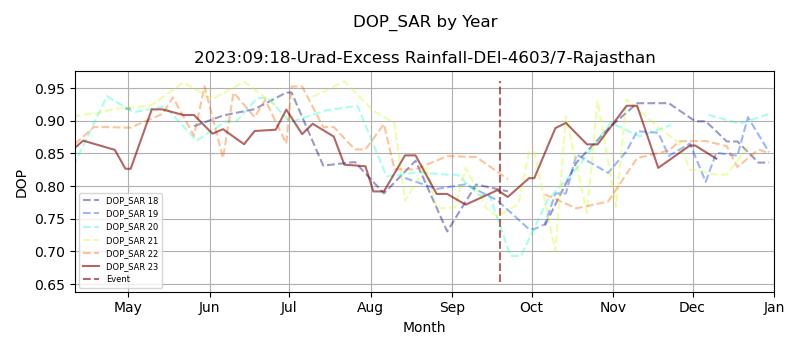 DOP_SAR by Year
2023:09:18-Urad-Excess Rainfall-DEI-4603/7-Rajasthan
DOP
0.95
0.90
0.85
0.80
0.75
0.70
0.65
DOP_SAR 18
DOP_SAR 19
DOP_SAR 20
DOP_SAR 21
DOP_SAR 22
DOP_SAR 23
Event
May Jun Jul Aug Sep Oct Nov Dec Jan
Month